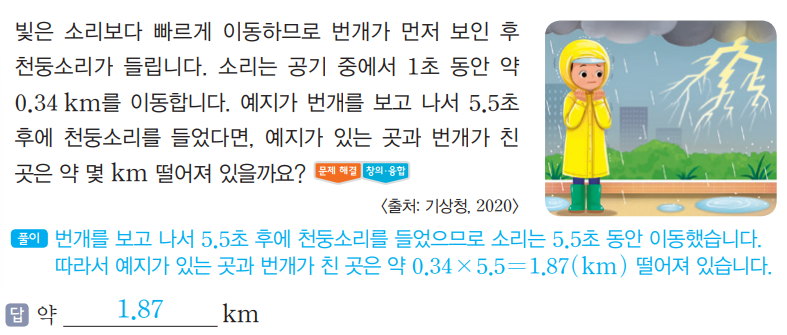 빛은 소리보다 빠르게 이동하므로 번개가 먼저 보인 후
천둥소리가 들립니다. 소리는 공기 중에서 1초 동안 약
0.34 km를 이동합니다. 예지가 번개를 보고 나서 5.5초
후에 천둥소리를 들었다면, 예지가 있는 곳과 번개가 친
곳은 약 몇 km 떨어져 있을까요? 문제 해결 창의·융합
〈출처: 기상청, 2020〉
풀이 번개를 보고 나서 5.5초 후에 천둥소리를 들었으므로 소리는 5.5초 동안 이동했습니다.
따라서 예지가 있는 곳과 번개가 친 곳은 약 0.34×5.5=1.87(km) 떨어져 있습니다.
답 약 1.87 km